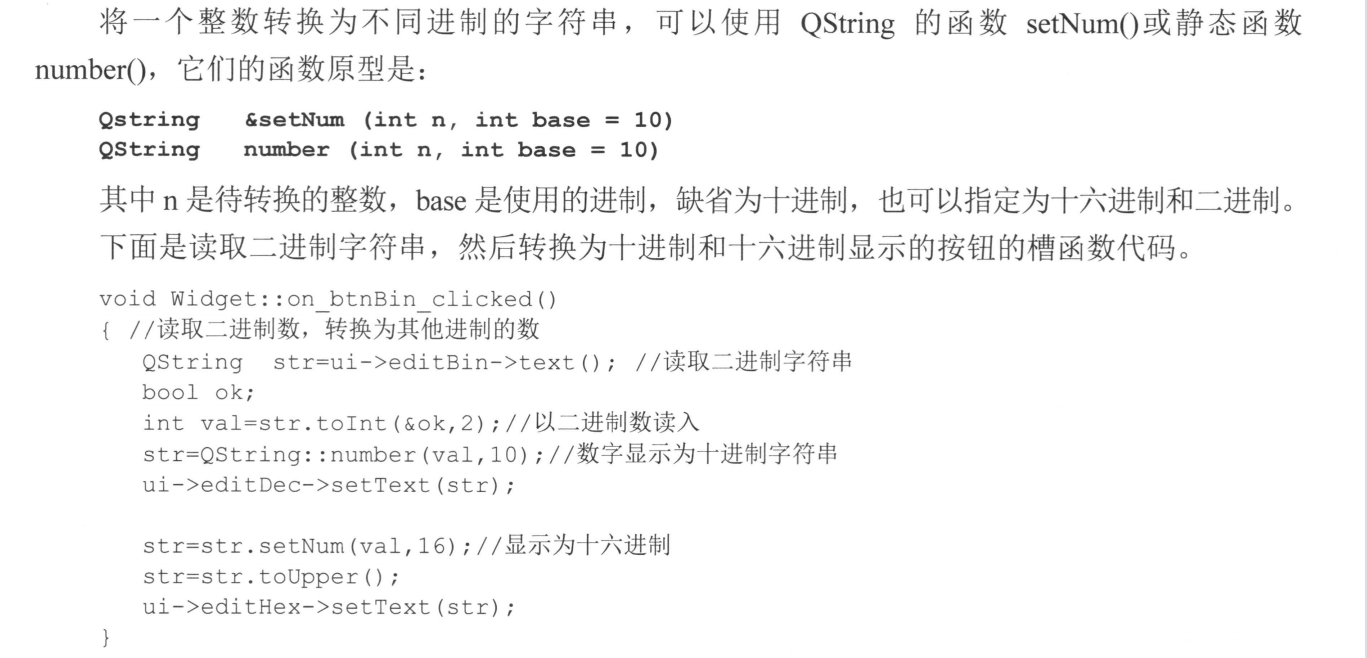 将一个整数转换为不同进制的字符串，可以使用 QString 的函数 setNum()或静态函数
number()，它们的函数原型是：
Qstring   &setNum (int n, int base = 10)
QString   number (int n, int base = 10)
其中 n 是待转换的整数，base 是使用的进制，缺省为十进制，也可以指定为十六进制和二进制。
下面是读取二进制字符串，然后转换为十进制和十六进制显示的按钮的槽函数代码。
void Widget::on_btnBin_clicked()
{ //读取二进制数，转换为其他进制的数
   QString  str=ui->editBin->text(); //读取二进制字符串
   bool ok;
   int val=str.toInt(&ok,2);//以二进制数读入
   str=QString::number(val,10);//数字显示为十进制字符串
   ui->editDec->setText(str);
   str=str.setNum(val,16);//显示为十六进制
   str=str.toUpper();
   ui->editHex->setText(str);
}